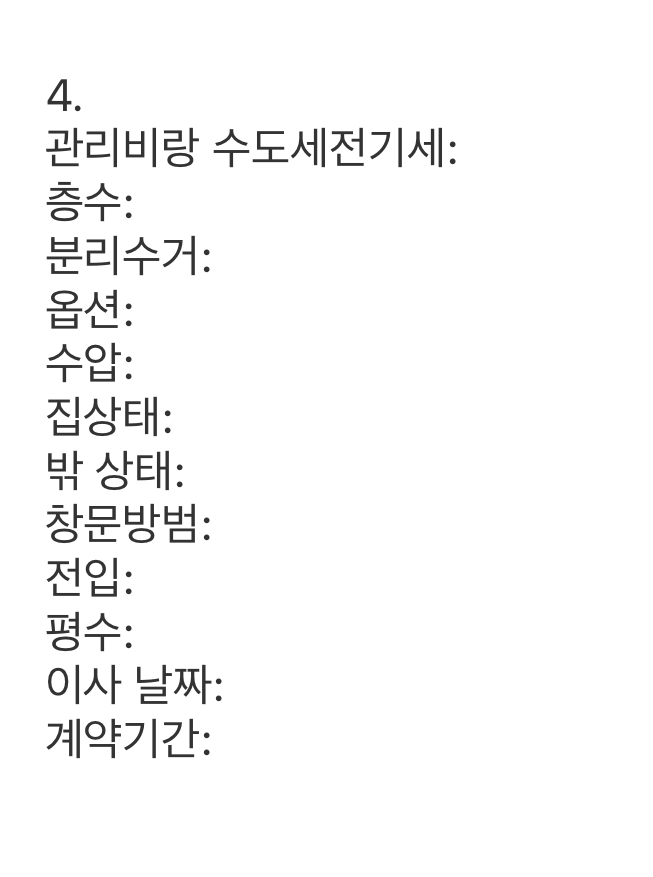 4.
관리비랑 수도세전기세:
층수:
분리수거:
옵션:
수압:
집상태:
밖 상태:
창문방범:
전입:
평수:
이사 날짜:
계약기간: